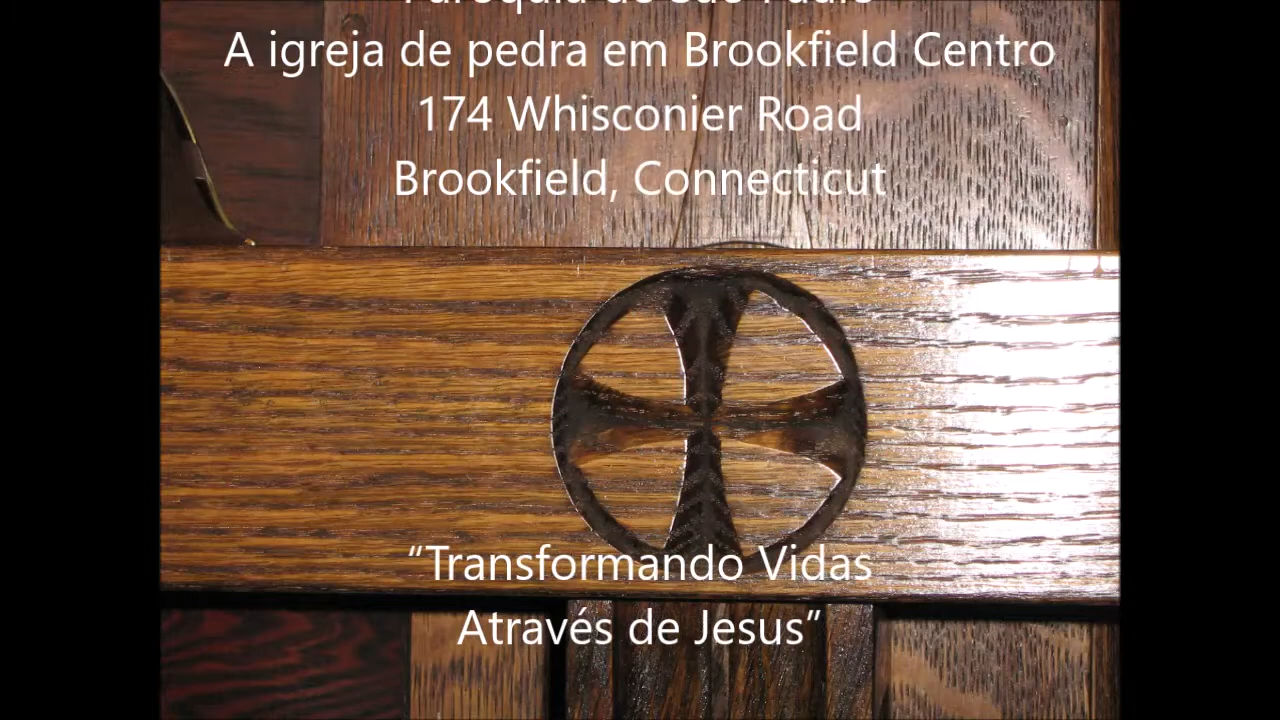 A igreja de pedra em Brookfield Centro
174 Whisconier Road
Brookfield, Connecticut
“Transformando Vidas
Através de Jesus”